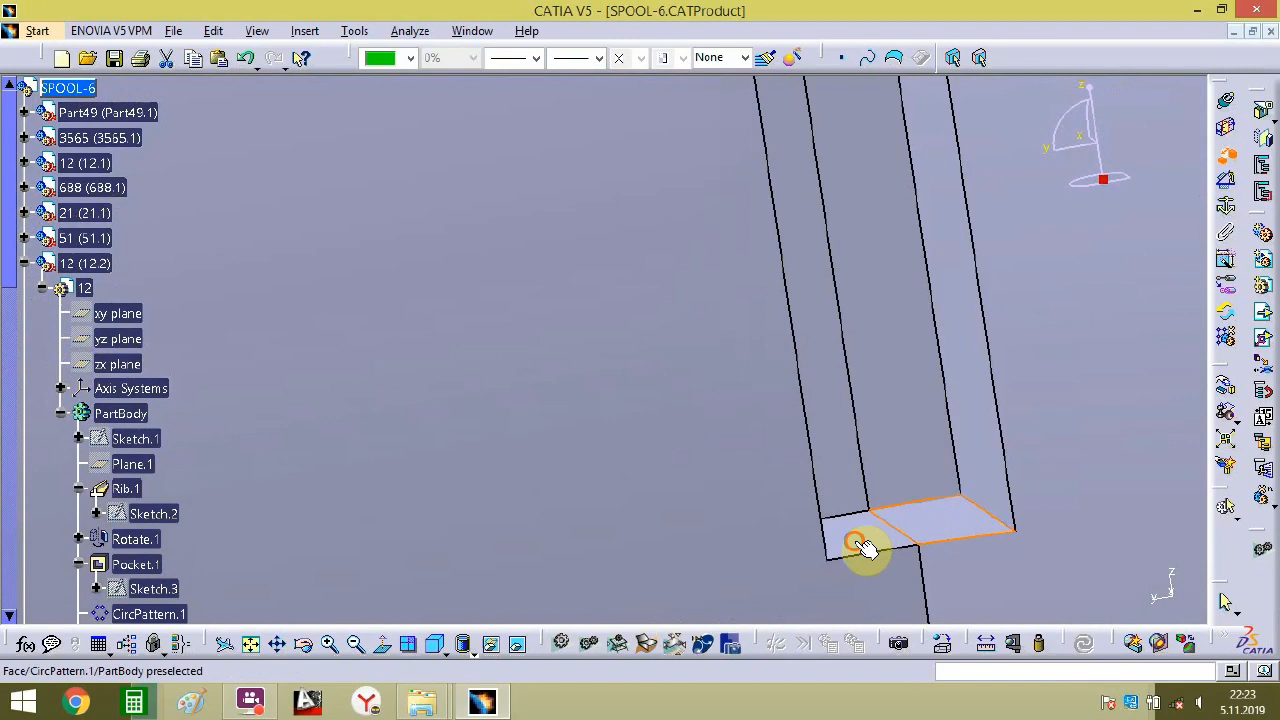 CATIA V5 - [SPOOL-6.CATProduct]
Start ENOVIA V5 VPM File Edit View Insert Tools Analyze Window Help
0% None
SPOOL-6
Part49 (Part49.1)
3565 (3565.1)
12 (12.1)
688 (688.1)
21 (21.1)
51 (51.1)
12 (12.2)
12
xy plane
yz plane
zx plane
Axis Systems
PartBody
Sketch.1
Plane.1
Rib.1
Sketch.2
Rotate.1
Pocket.1
Sketch.3
CircPattern.1
z
x
y
z
y
CATIA
Face/CircPattern.1/PartBody preselected
22:23
5.11.2019